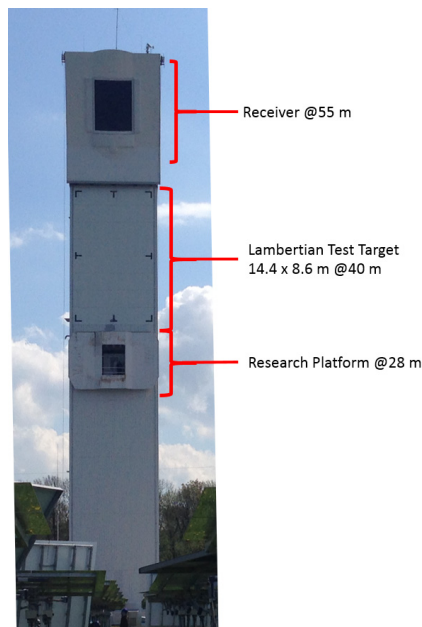 Receiver @55 m
Lambertian Test Target
14.4 x 8.6 m @40 m
Research Platform @28 m